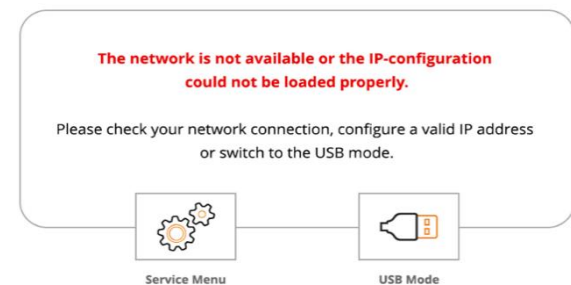 The network is not available or the IP-configuration
could not be loaded properly.
Please check your network connection, configure a valid IP address
or switch to the USB mode.
Service Menu
USB Mode